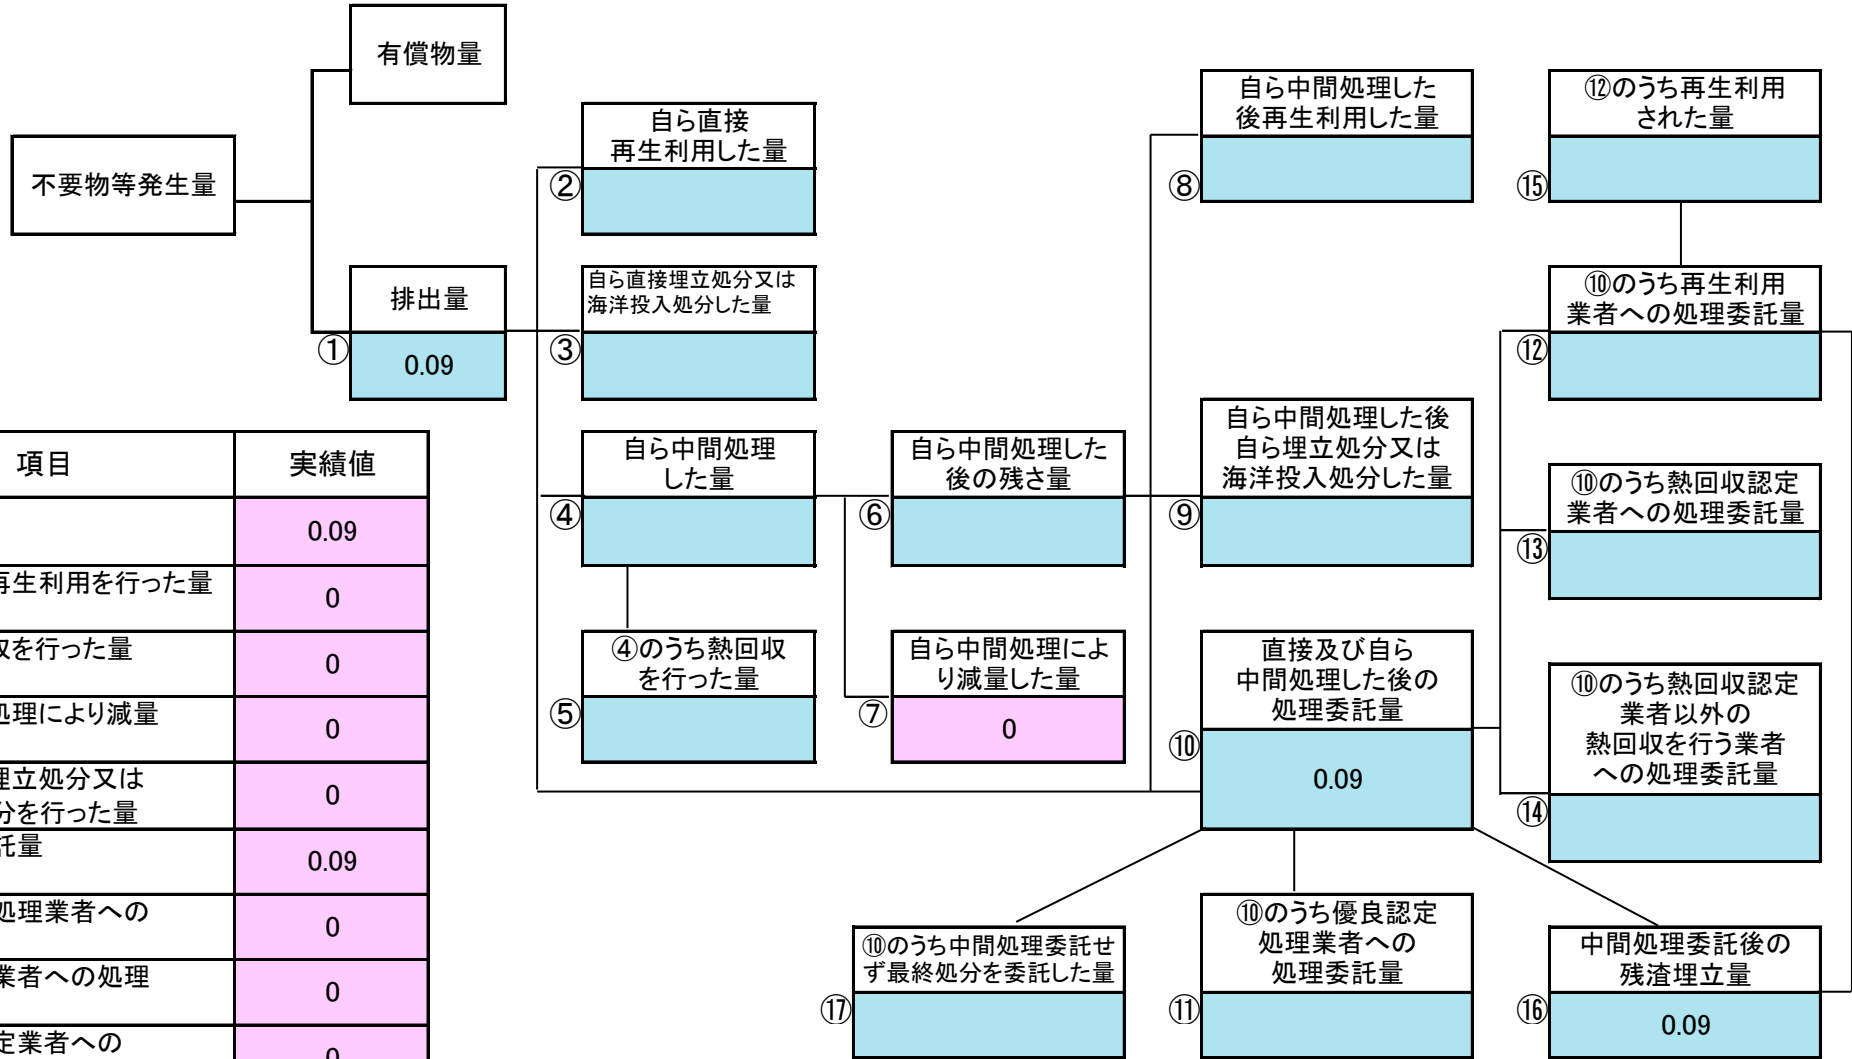 有償物量
不要物等発生量
排出量
①
0.09
自ら直接
再生利用した量
②
自ら直接埋立処分又は
海洋投入処分した量
③
自ら中間処理
した量
④
④のうち熱回収
を行った量
⑤
自ら中間処理した
後の残さ量
⑥
自ら中間処理によ
り減量した量
⑦
0
自ら中間処理した
後再生利用した量
⑧
自ら中間処理した後
自ら埋立処分又は
海洋投入処分した量
⑨
直接及び自ら
中間処理した後の
処理委託量
⑩
0.09
⑫のうち再生利用
された量
⑮
⑩のうち再生利用
業者への処理委託量
⑫
⑩のうち熱回収認定
業者への処理委託量
⑬
⑩のうち熱回収認定
業者以外の
熱回収を行う業者
への処理委託量
⑭
⑩のうち中間処理委託せ
ず最終処分を委託した量
⑰
⑩のうち優良認定
処理業者への
処理委託量
⑪
中間処理委託後の
残渣埋立量
⑯
0.09
項目 実績値
0.09
再生利用を行った量 0
を行った量 0
処理により減量 0
埋立処分又は
分を行った量 0
託量 0.09
処理業者への 0
業者への処理 0
定業者への 0